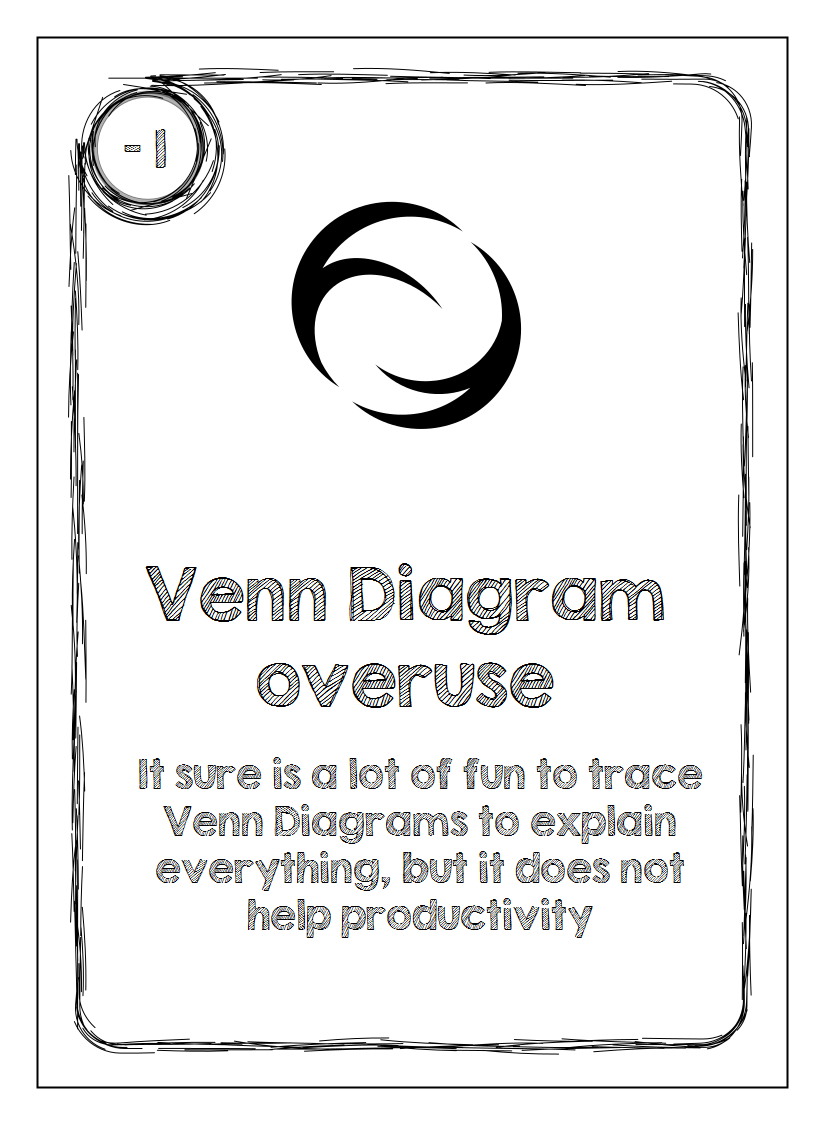 -1
Venn Diagram
overuse
It sure is a lot of fun to trace
Venn Diagrams to explain
everything, but it does not
help productivity